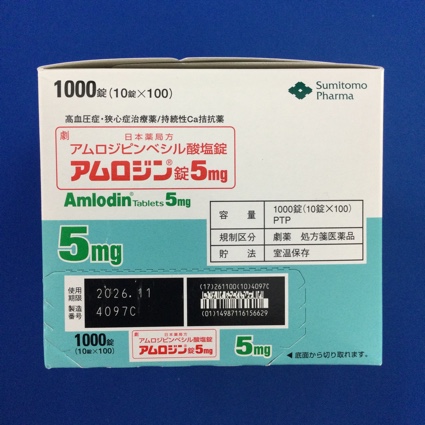 1000錠(10錠×100)
Sumitomo
Pharma
高血圧症・狭心症治療薬/持続性Ca拮抗薬
劇
日本薬局方
アムロジピンベシル酸塩錠
アムロジン®錠5mg
Amlodin® Tablets 5mg
容量 1000錠(10錠×100)
PTP
規制区分 劇薬 処方箋医薬品
貯法 室温保存
5mg
使用
期限
2026.11
製造
番号
4097C
(17)261100(10)4097C
(01)14987116156629
1000錠
(10錠×100)
劇
日本薬局方
アムロジピンベシル酸塩錠
アムロジン®錠5mg
5mg
◀底面から切り取れます。